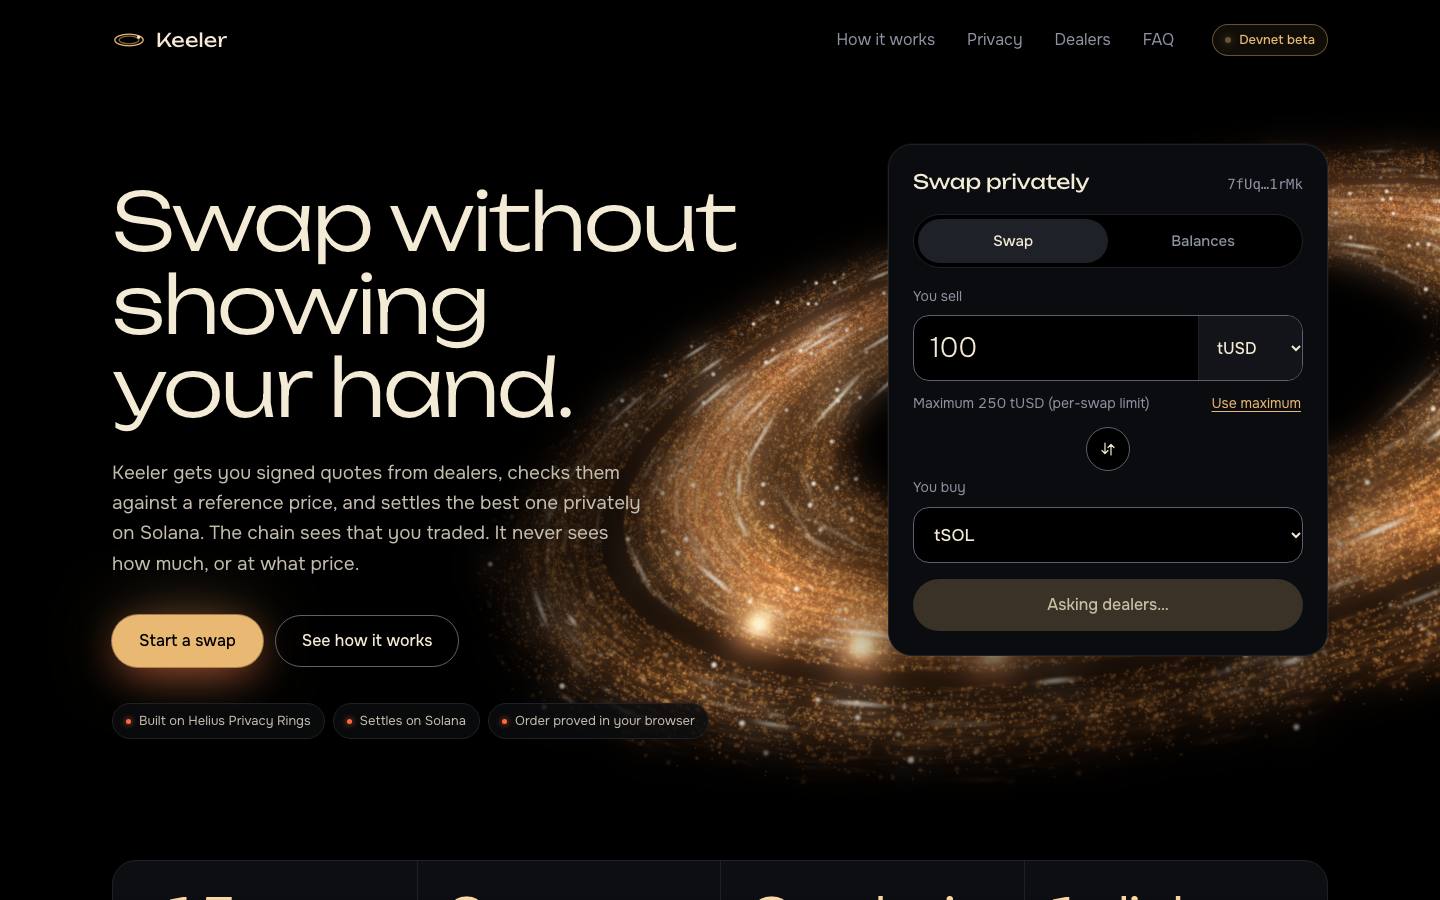 Keeler
How it works
Privacy
Dealers
FAQ
Devnet beta
Swap without
showing
your hand.
Keeler gets you signed quotes from dealers, checks them
against a reference price, and settles the best one privately
on Solana. The chain sees that you traded. It never sees
how much, or at what price.
Start a swap
See how it works
Built on Helius Privacy Rings
Settles on Solana
Order proved in your browser
Swap privately
7fUq…1rMk
Swap
Balances
You sell
100
tUSD
Maximum 250 tUSD (per-swap limit)
Use maximum
You buy
tSOL
Asking dealers…